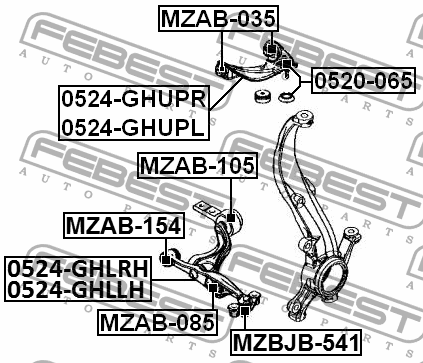 MZAB-035
0520-065
0524-GHUPR
0524-GHUPL
MZAB-105
MZAB-154
0524-GHLRH
0524-GHLLH
MZAB-085
MZBJB-541
FEBEST
AUTO PARTS
FEBEST
AUTO PARTS
FEBEST
AUTO PARTS
FEBEST
AUTO PARTS